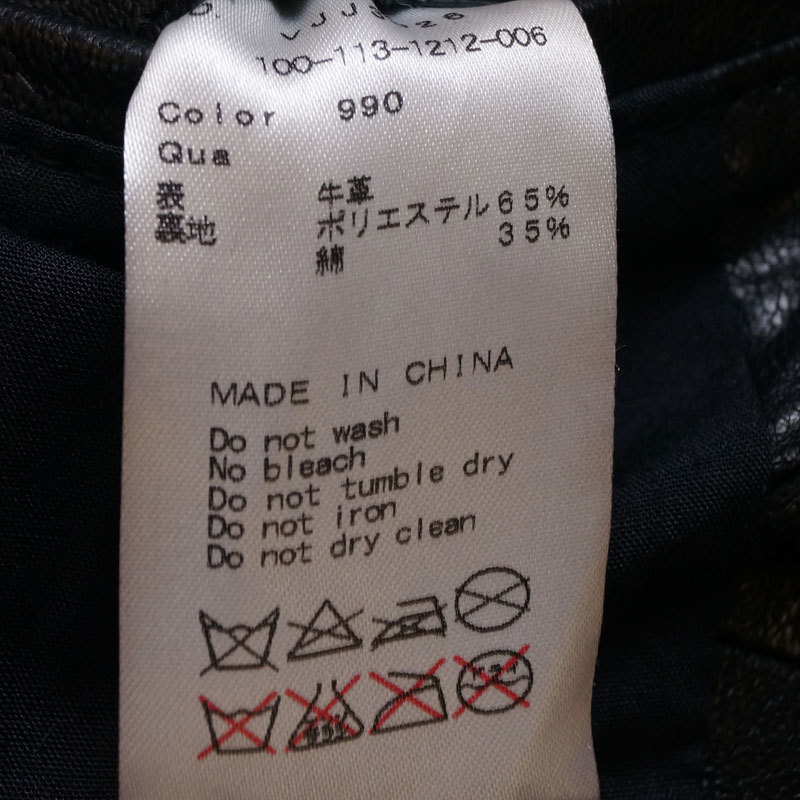 100-113-1212-006
Color 990
Qua
表 牛革
裏地 ポリエステル 65%
綿 35%
MADE IN CHINA
Do not wash
No bleach
Do not tumble dry
Do not iron
Do not dry clean